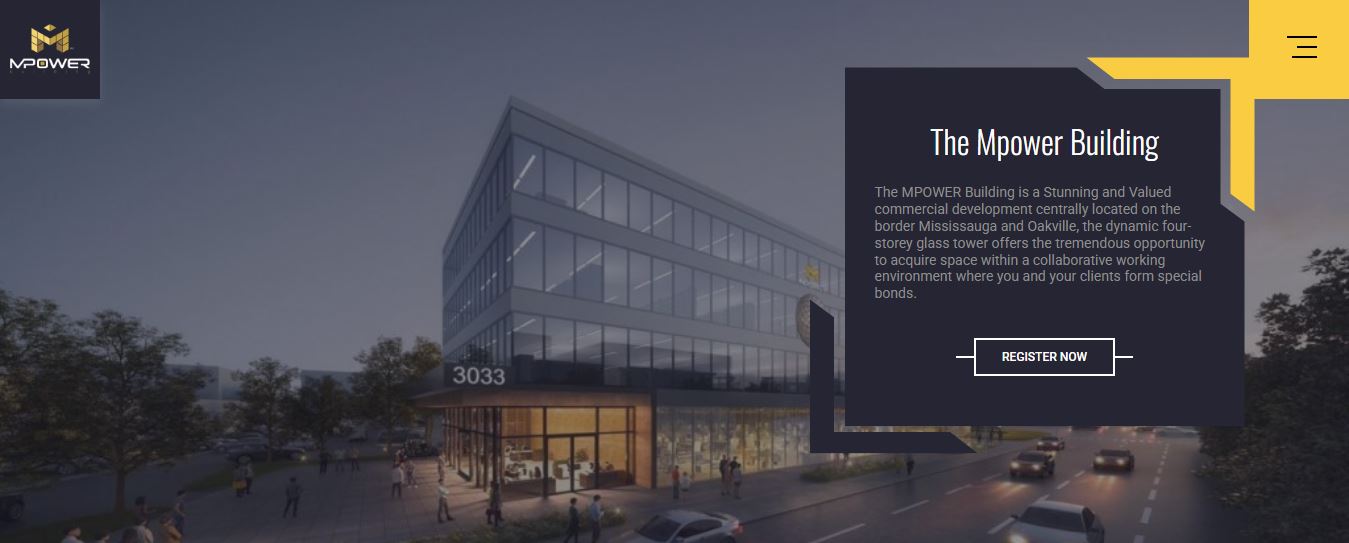 MPOWER
The Mpower Building
The MPOWER Building is a Stunning and Valued
commercial development centrally located on the
border Mississauga and Oakville, the dynamic four-
storey glass tower offers the tremendous opportunity
to acquire space within a collaborative working
environment where you and your clients form special
bonds.
REGISTER NOW
3033